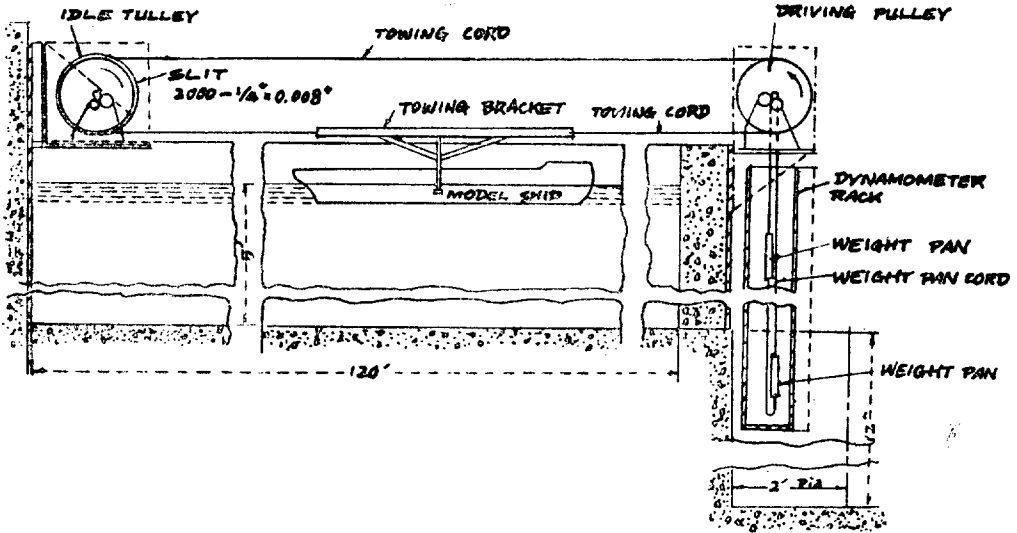 IDLE TULLEY
DRIVING PULLEY
TOWING CORD
SLIT
2000-1/4"×0.008"
TOWING BRACKET
TOWING CORD
MODEL SHIP
DYNAMOMETER
RACK
WEIGHT PAN
WEIGHT PAN CORD
WEIGHT PAN
120'
2' Dia